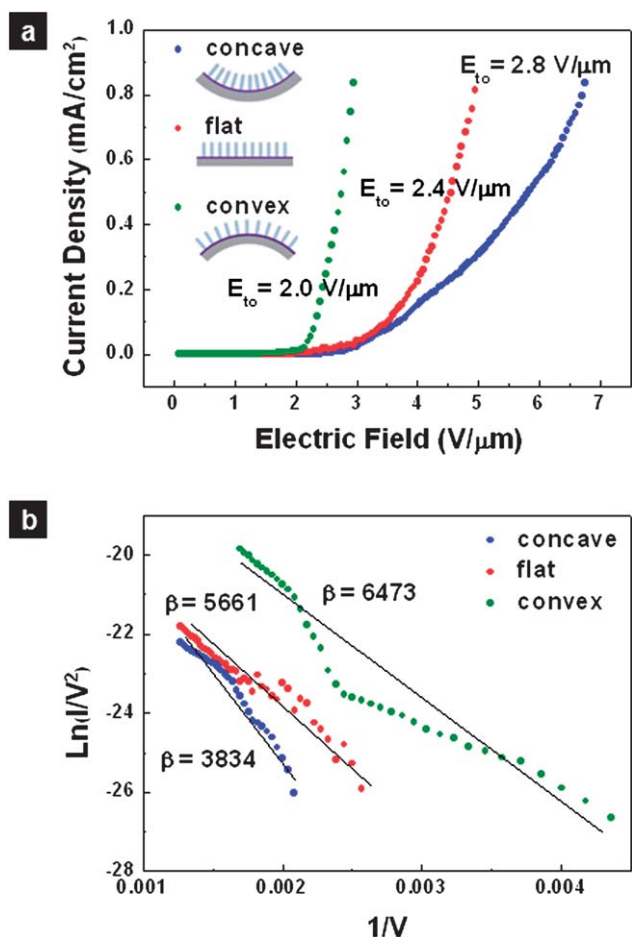 a
concave
flat
convex
E_to = 2.8 V/μm
E_to = 2.4 V/μm
E_to = 2.0 V/μm
Current Density (mA/cm²)
1.0
0.8
0.6
0.4
0.2
0.0
0 1 2 3 4 5 6 7
Electric Field (V/μm)
b
concave
flat
convex
β = 5661
β = 6473
β = 3834
Ln(I/V²)
-20
-22
-24
-26
-28
0.001 0.002 0.003 0.004
1/V